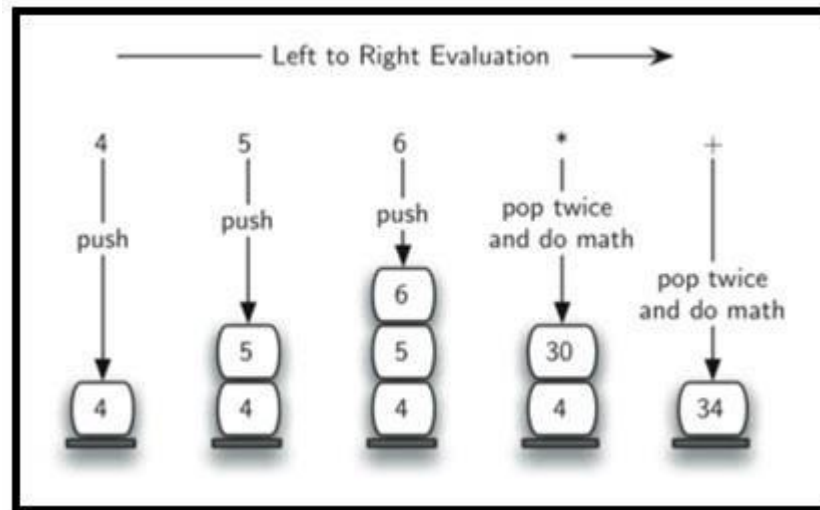 Left to Right Evaluation
4 5 6 * +
push push push pop twice
and do math
pop twice
and do math
6
5 5 30
4 4 4 4 34